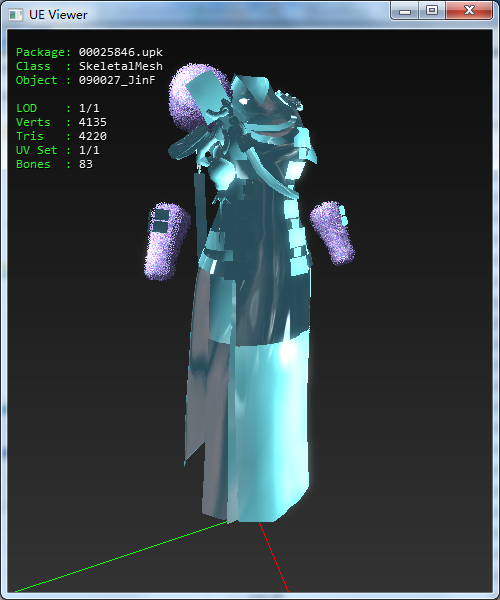 UE Viewer
Package: 00025846.upk
Class  : SkeletalMesh
Object : 090027_JinF
LOD    : 1/1
Verts  : 4135
Tris   : 4220
UV Set : 1/1
Bones  : 83